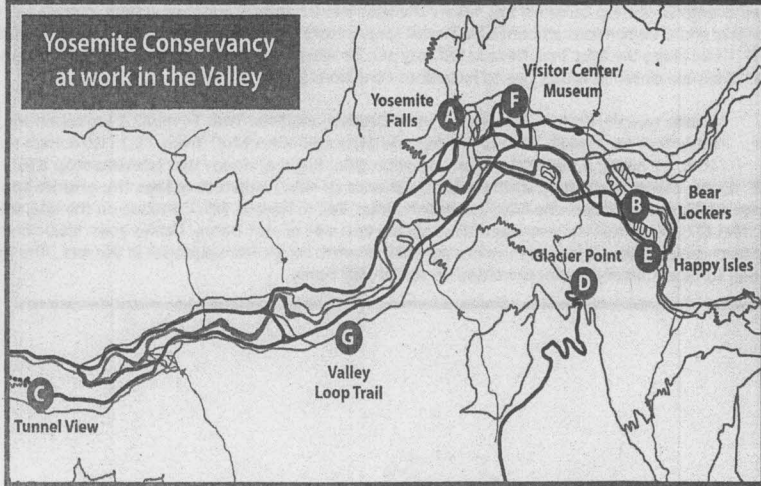 Yosemite Conservancy
at work in the Valley
Yosemite
Falls
A
F
Visitor Center/
Museum
B
Bear
Lockers
E
Happy Isles
Glacier Point
D
G
Valley
Loop Trail
C
Tunnel View